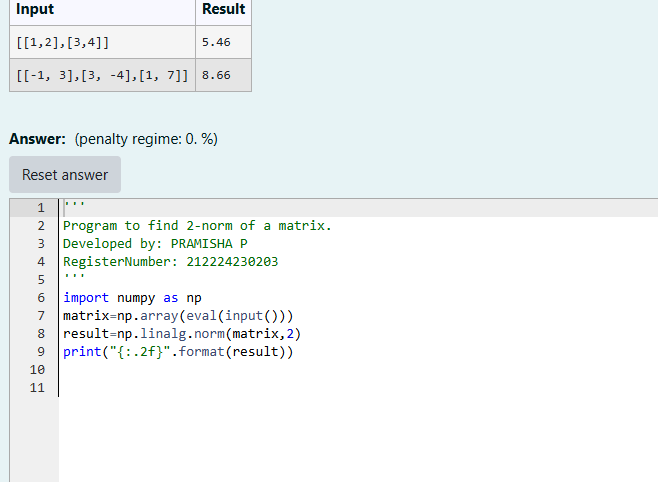 Input Result
[[1,2],[3,4]] 5.46
[[-1, 3],[3, -4],[1, 7]] 8.66
Answer: (penalty regime: 0. %)
Reset answer
1 '''
2 Program to find 2-norm of a matrix.
3 Developed by: PRAMISHA P
4 RegisterNumber: 212224230203
5 '''
6 import numpy as np
7 matrix=np.array(eval(input()))
8 result=np.linalg.norm(matrix,2)
9 print("{:.2f}".format(result))
10
11